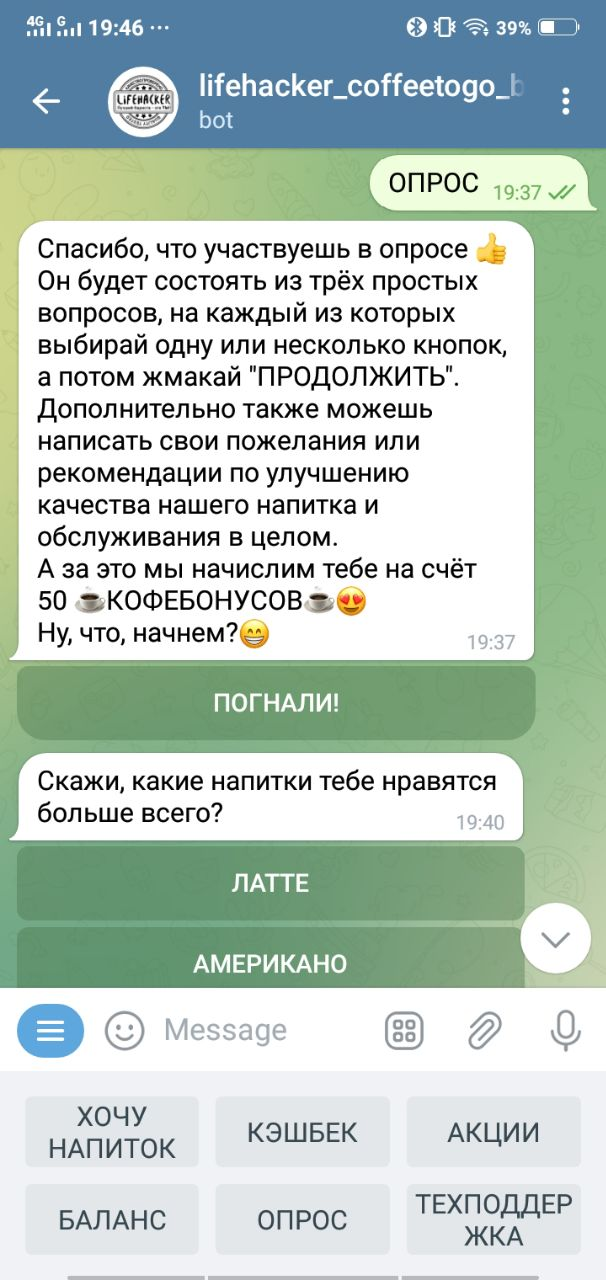 4G G 19:46 ... 39%
lifehacker_coffeetogo_b
bot
LIFEHACKER
ОПРОС 19:37
Спасибо, что участвуешь в опросе 👍
Он будет состоять из трёх простых
вопросов, на каждый из которых
выбирай одну или несколько кнопок,
а потом жмакай "ПРОДОЛЖИТЬ".
Дополнительно также можешь
написать свои пожелания или
рекомендации по улучшению
качества нашего напитка и
обслуживания в целом.
А за это мы начислим тебе на счёт
50 ☕КОФЕБОНУСОВ☕😍
Ну, что, начнем?😁 19:37
ПОГНАЛИ!
Скажи, какие напитки тебе нравятся
больше всего? 19:40
ЛАТТЕ
АМЕРИКАНО
Message
ХОЧУ
НАПИТОК
КЭШБЕК
АКЦИИ
БАЛАНС
ОПРОС
ТЕХПОДДЕР
ЖКА